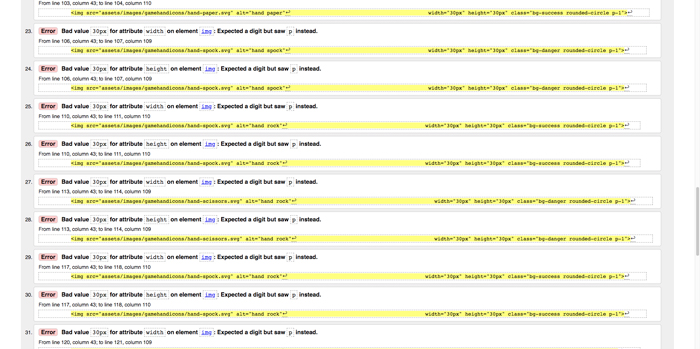 From line 103, column 43; to line 104, column 110
<img src="assets/images/gamehandicons/hand-paper.svg" alt="hand paper"↩ width="30px" height="30px" class="bg-success rounded-circle p-1">↩
23. Error Bad value 30px for attribute width on element img: Expected a digit but saw p instead.
From line 106, column 43; to line 107, column 109
<img src="assets/images/gamehandicons/hand-spock.svg" alt="hand spock"↩ width="30px" height="30px" class="bg-danger rounded-circle p-1">↩
24. Error Bad value 30px for attribute height on element img: Expected a digit but saw p instead.
From line 106, column 43; to line 107, column 109
<img src="assets/images/gamehandicons/hand-spock.svg" alt="hand spock"↩ width="30px" height="30px" class="bg-danger rounded-circle p-1">↩
25. Error Bad value 30px for attribute width on element img: Expected a digit but saw p instead.
From line 110, column 43; to line 111, column 110
<img src="assets/images/gamehandicons/hand-spock.svg" alt="hand rock"↩ width="30px" height="30px" class="bg-success rounded-circle p-1">↩
26. Error Bad value 30px for attribute height on element img: Expected a digit but saw p instead.
From line 110, column 43; to line 111, column 110
<img src="assets/images/gamehandicons/hand-spock.svg" alt="hand rock"↩ width="30px" height="30px" class="bg-success rounded-circle p-1">↩
27. Error Bad value 30px for attribute width on element img: Expected a digit but saw p instead.
From line 113, column 43; to line 114, column 109
<img src="assets/images/gamehandicons/hand-scissors.svg" alt="hand rock"↩ width="30px" height="30px" class="bg-danger rounded-circle p-1">↩
28. Error Bad value 30px for attribute height on element img: Expected a digit but saw p instead.
From line 113, column 43; to line 114, column 109
<img src="assets/images/gamehandicons/hand-scissors.svg" alt="hand rock"↩ width="30px" height="30px" class="bg-danger rounded-circle p-1">↩
29. Error Bad value 30px for attribute width on element img: Expected a digit but saw p instead.
From line 117, column 43; to line 118, column 110
<img src="assets/images/gamehandicons/hand-spock.svg" alt="hand rock"↩ width="30px" height="30px" class="bg-success rounded-circle p-1">↩
30. Error Bad value 30px for attribute height on element img: Expected a digit but saw p instead.
From line 117, column 43; to line 118, column 110
<img src="assets/images/gamehandicons/hand-spock.svg" alt="hand rock"↩ width="30px" height="30px" class="bg-success rounded-circle p-1">↩
31. Error Bad value 30px for attribute width on element img: Expected a digit but saw p instead.
From line 120, column 43; to line 121, column 109